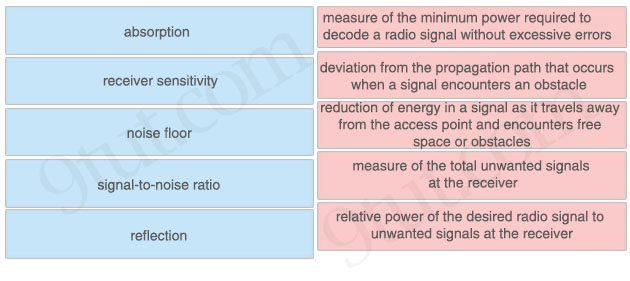 absorption
measure of the minimum power required to
decode a radio signal without excessive errors
receiver sensitivity
deviation from the propagation path that occurs
when a signal encounters an obstacle
noise floor
reduction of energy in a signal as it travels away
from the access point and encounters free
space or obstacles
signal-to-noise ratio
measure of the total unwanted signals
at the receiver
reflection
relative power of the desired radio signal to
unwanted signals at the receiver
9tut.com
9tut.com